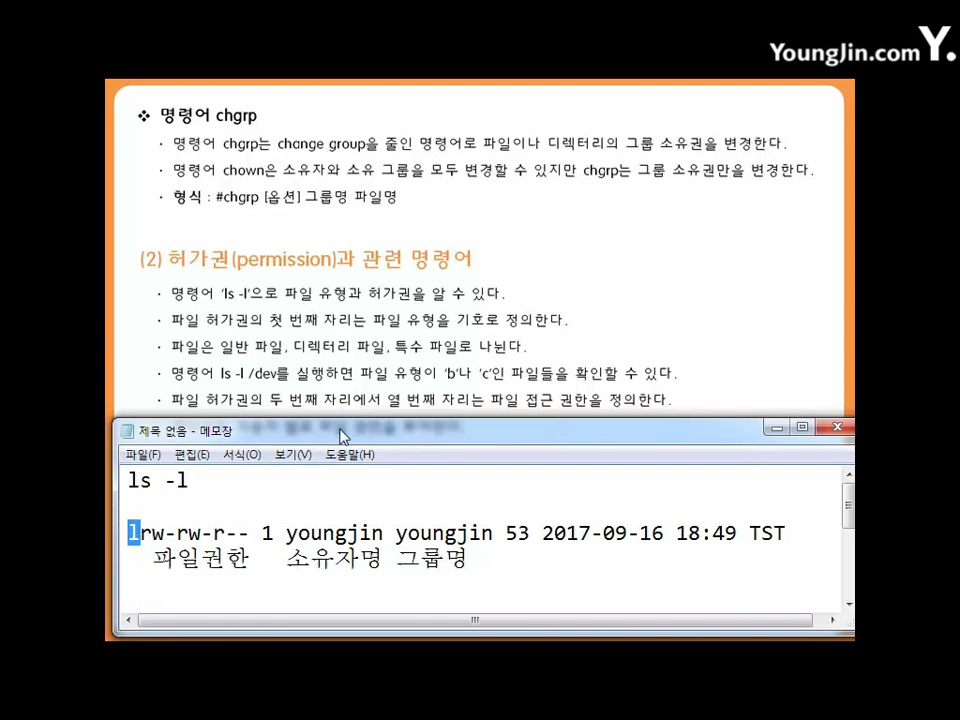 YoungJin.com Y.
❖ 명령어 chgrp
· 명령어 chgrp는 change group을 줄인 명령어로 파일이나 디렉터리의 그룹 소유권을 변경한다.
· 명령어 chown은 소유자와 소유 그룹을 모두 변경할 수 있지만 chgrp는 그룹 소유권만을 변경한다.
· 형식 : #chgrp [옵션] 그룹명 파일명
(2) 허가권(permission)과 관련 명령어
· 명령어 'ls -l'으로 파일 유형과 허가권을 알 수 있다.
· 파일 허가권의 첫 번째 자리는 파일 유형을 기호로 정의한다.
· 파일은 일반 파일, 디렉터리 파일, 특수 파일로 나뉜다.
· 명령어 ls -l /dev를 실행하면 파일 유형이 'b'나 'c'인 파일들을 확인할 수 있다.
· 파일 허가권의 두 번째 자리에서 열 번째 자리는 파일 접근 권한을 정의한다.
제목 없음 - 메모장
파일(F) 편집(E) 서식(O) 보기(V) 도움말(H)
ls -l
lrw-rw-r-- 1 youngjin youngjin 53 2017-09-16 18:49 TST
파일권한 소유자명 그룹명